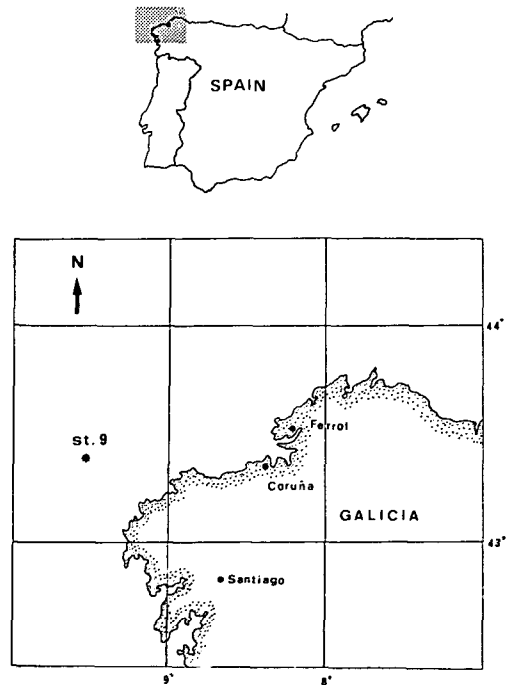 SPAIN
N
44°
St. 9
Ferrol
Coruña
GALICIA
43°
Santiago
9°
8°